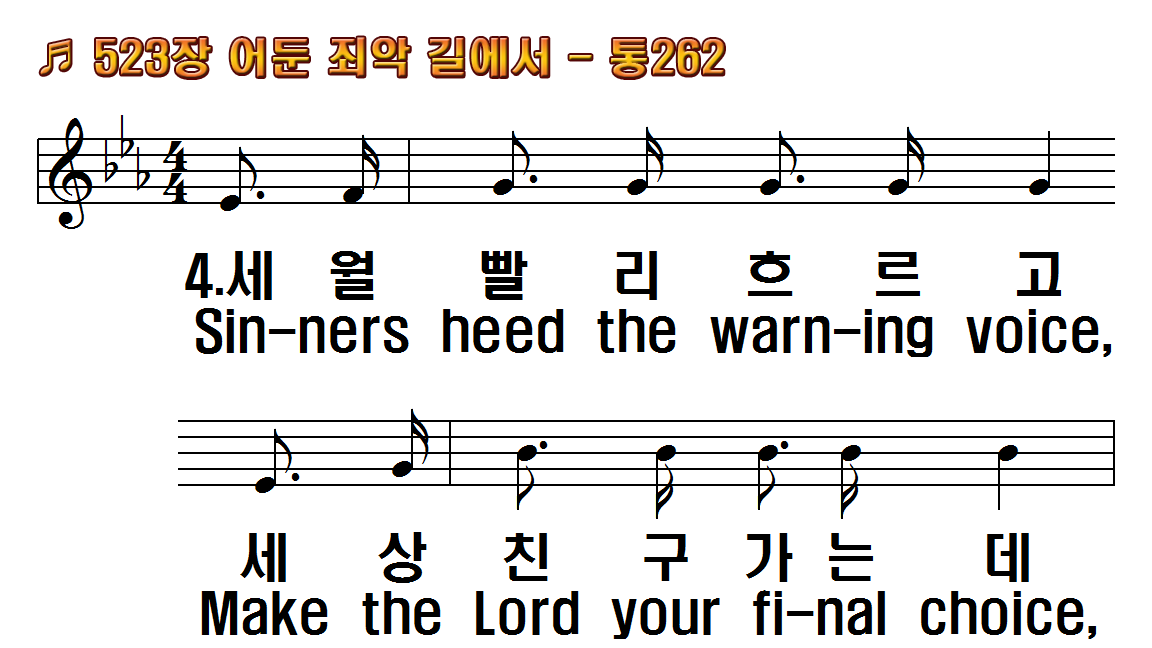 ♬ 523장 어둔 죄악 길에서 - 통262
4.세 월 빨 리 흐 르 고
Sin-ners heed the warn-ing voice,
세 상 친 구 가 는 데
Make the Lord your fi-nal choice,